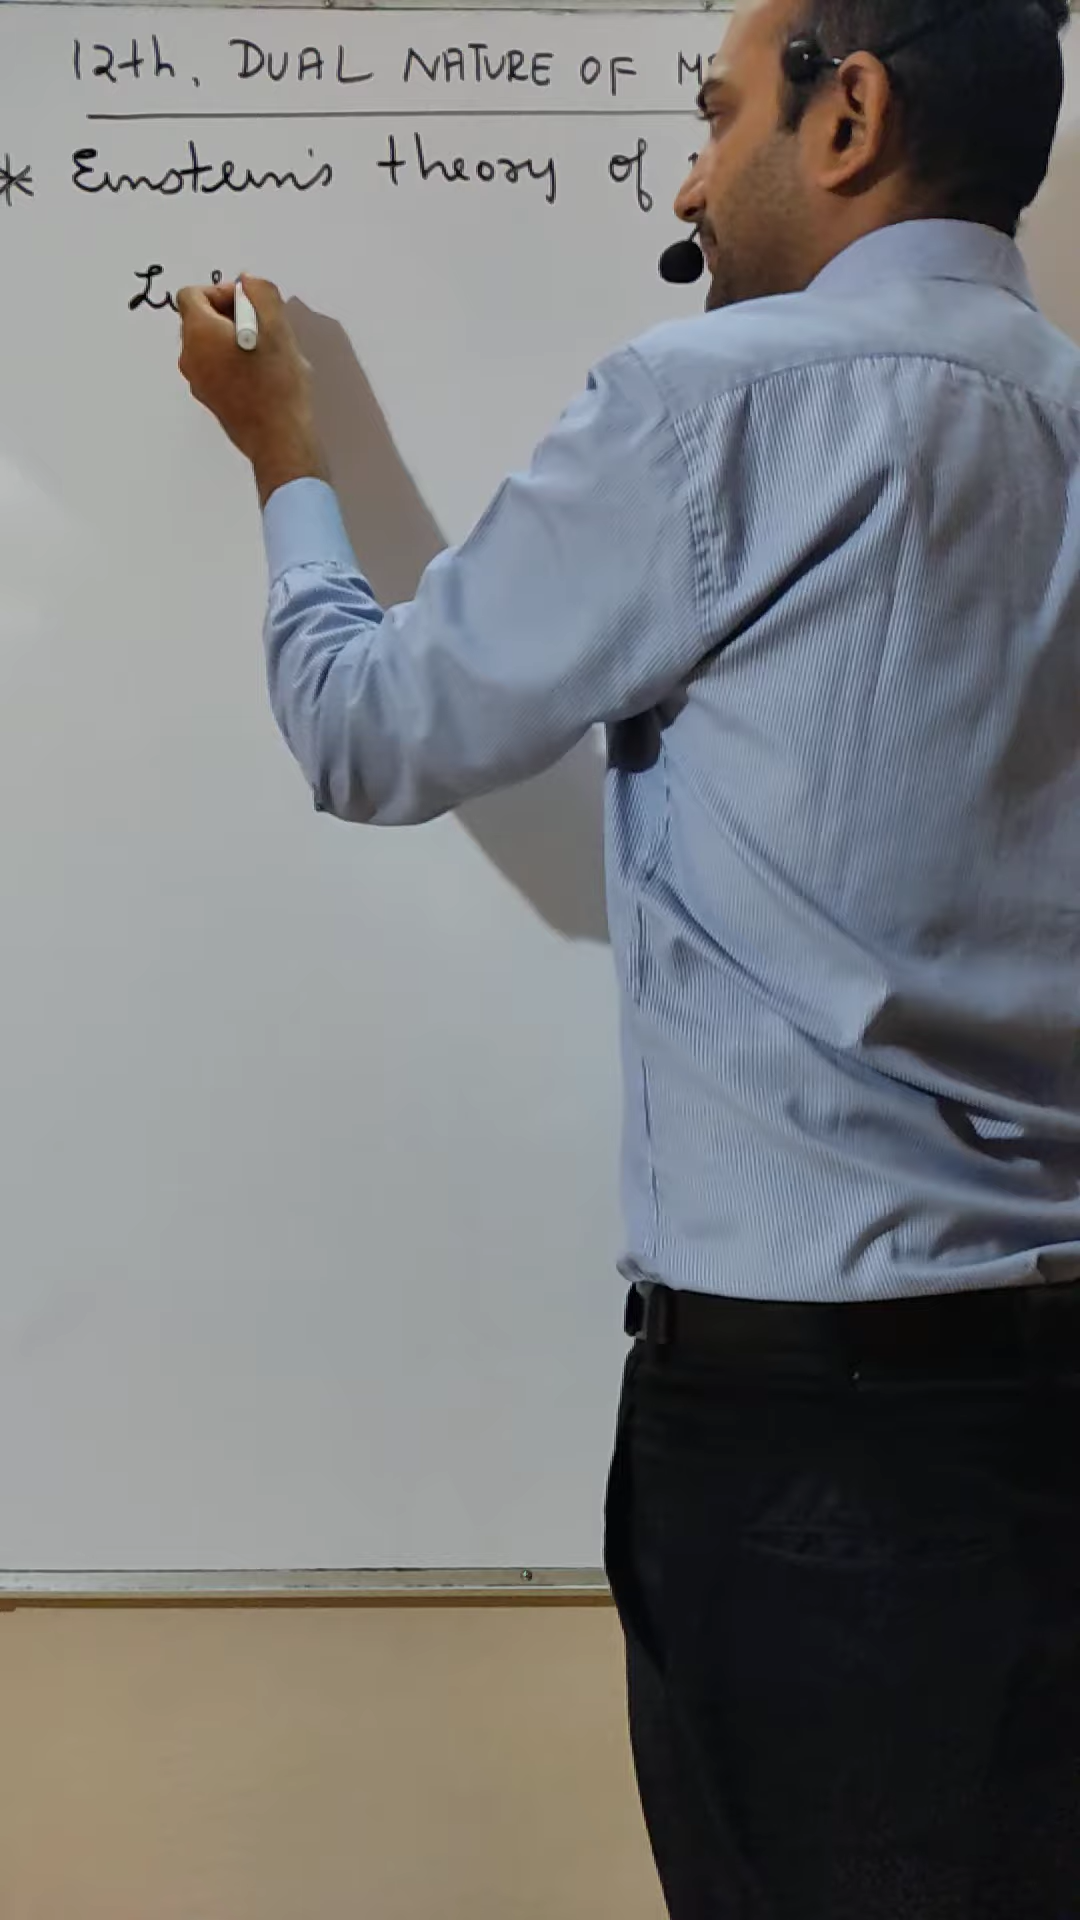 12th, DUAL NATURE OF
* Einstein's theory of